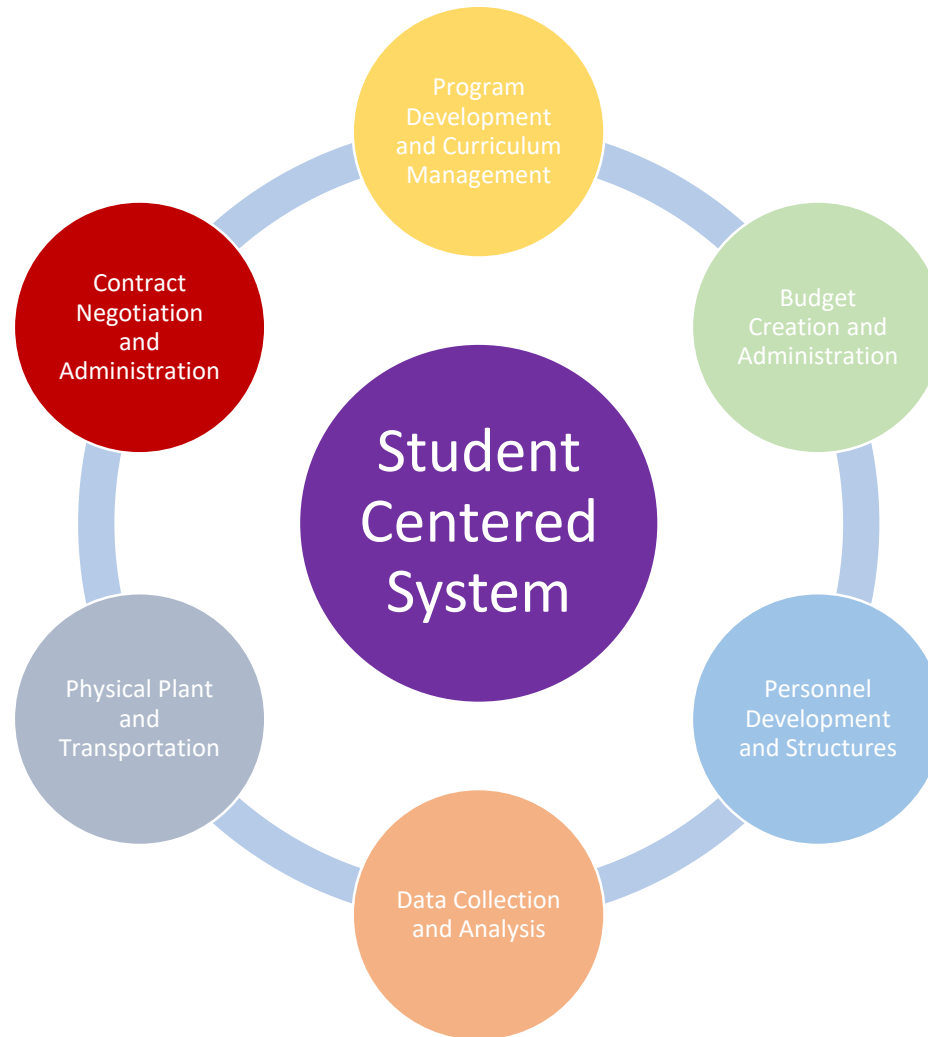 Program
Development
and Curriculum
Management
Budget
Creation and
Administration
Personnel
Development
and Structures
Data Collection
and Analysis
Physical Plant
and
Transportation
Contract
Negotiation
and
Administration
Student
Centered
System